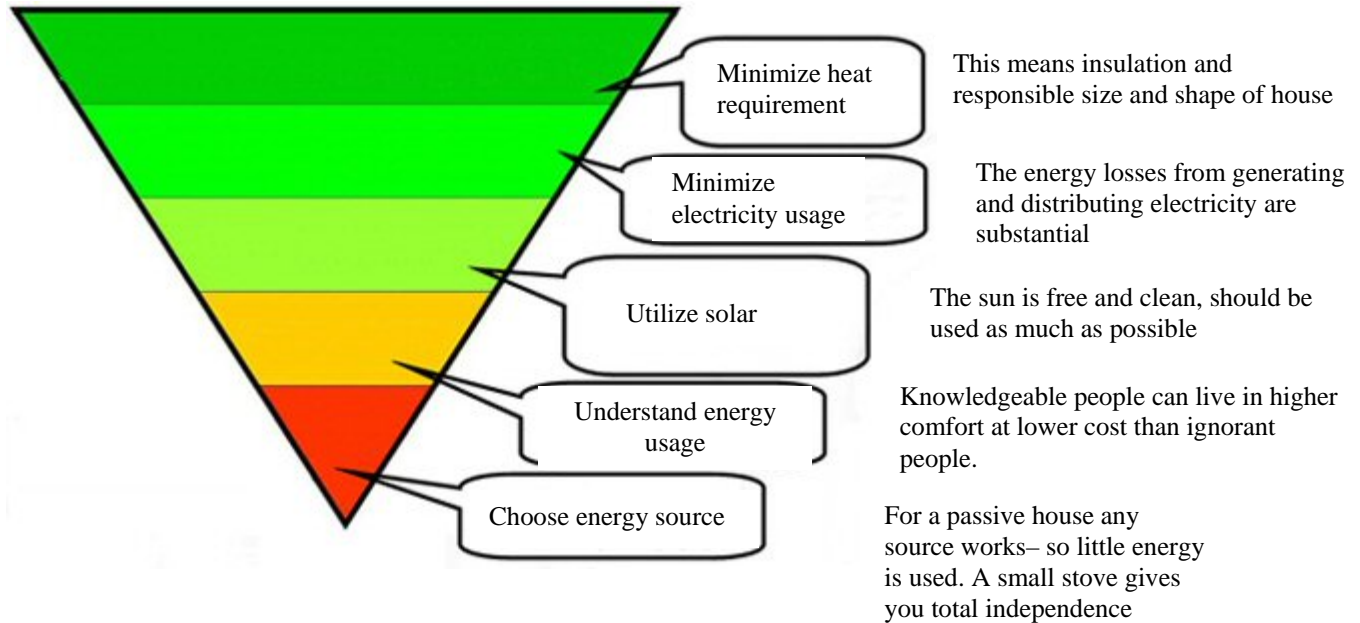 Minimize heat
requirement
This means insulation and
responsible size and shape of house
Minimize
electricity usage
The energy losses from generating
and distributing electricity are
substantial
Utilize solar
The sun is free and clean, should be
used as much as possible
Understand energy
usage
Knowledgeable people can live in higher
comfort at lower cost than ignorant
people.
Choose energy source
For a passive house any
source works– so little energy
is used. A small stove gives
you total independence